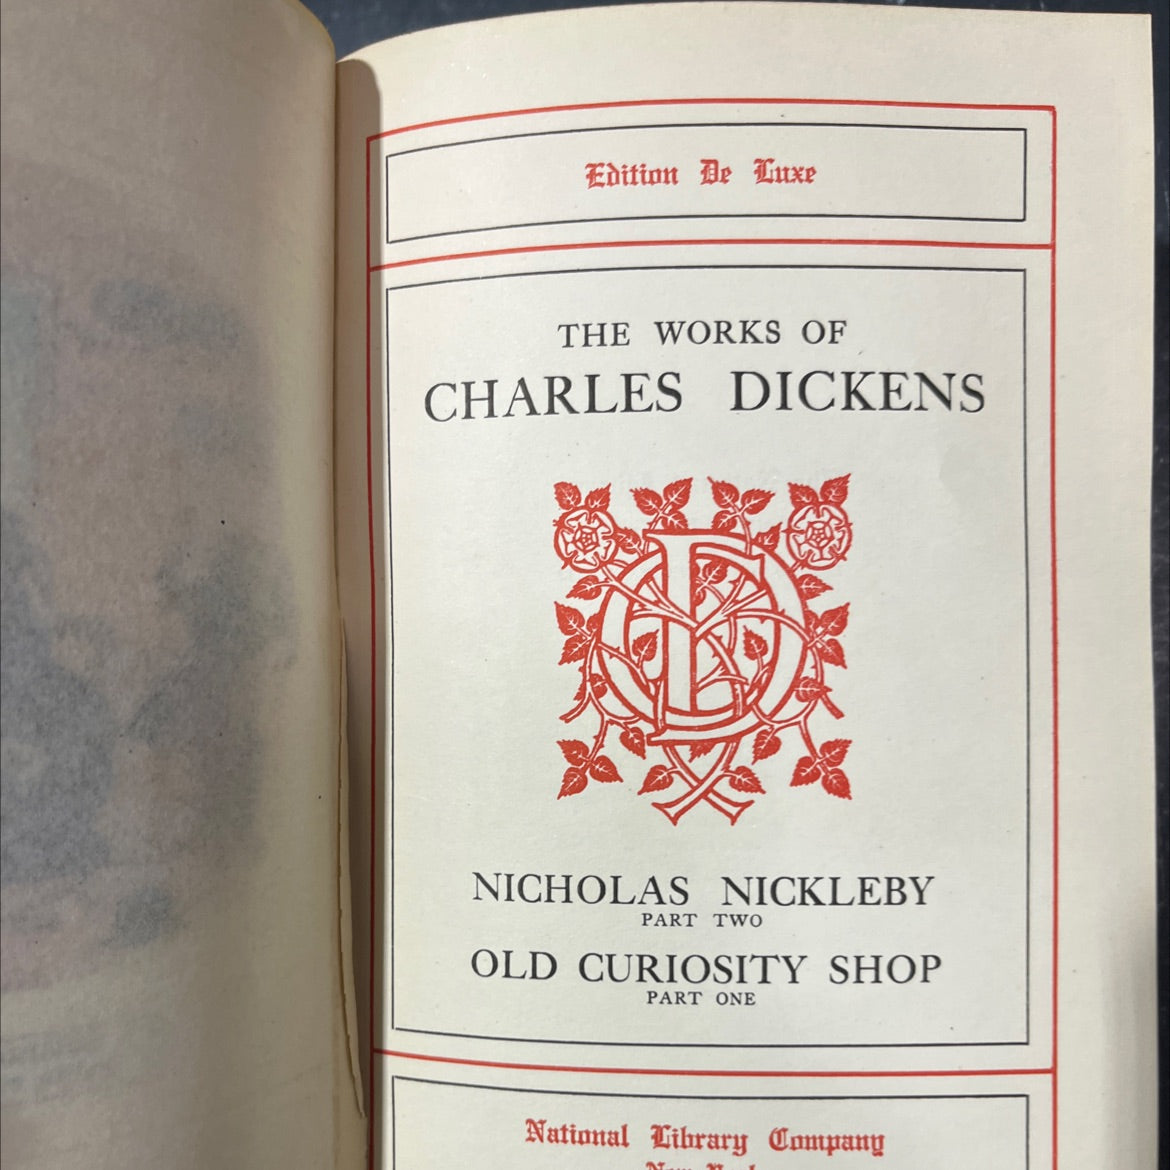 Edition De Luxe
THE WORKS OF
CHARLES DICKENS
NICHOLAS NICKLEBY
PART TWO
OLD CURIOSITY SHOP
PART ONE
National Library Company